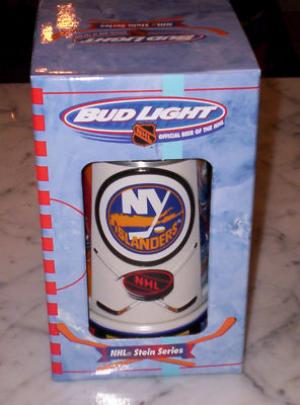 BUD LIGHT
NHL
OFFICIAL BEER OF THE NHL
NY
ISLANDERS
NHL
NHL® Stein Series